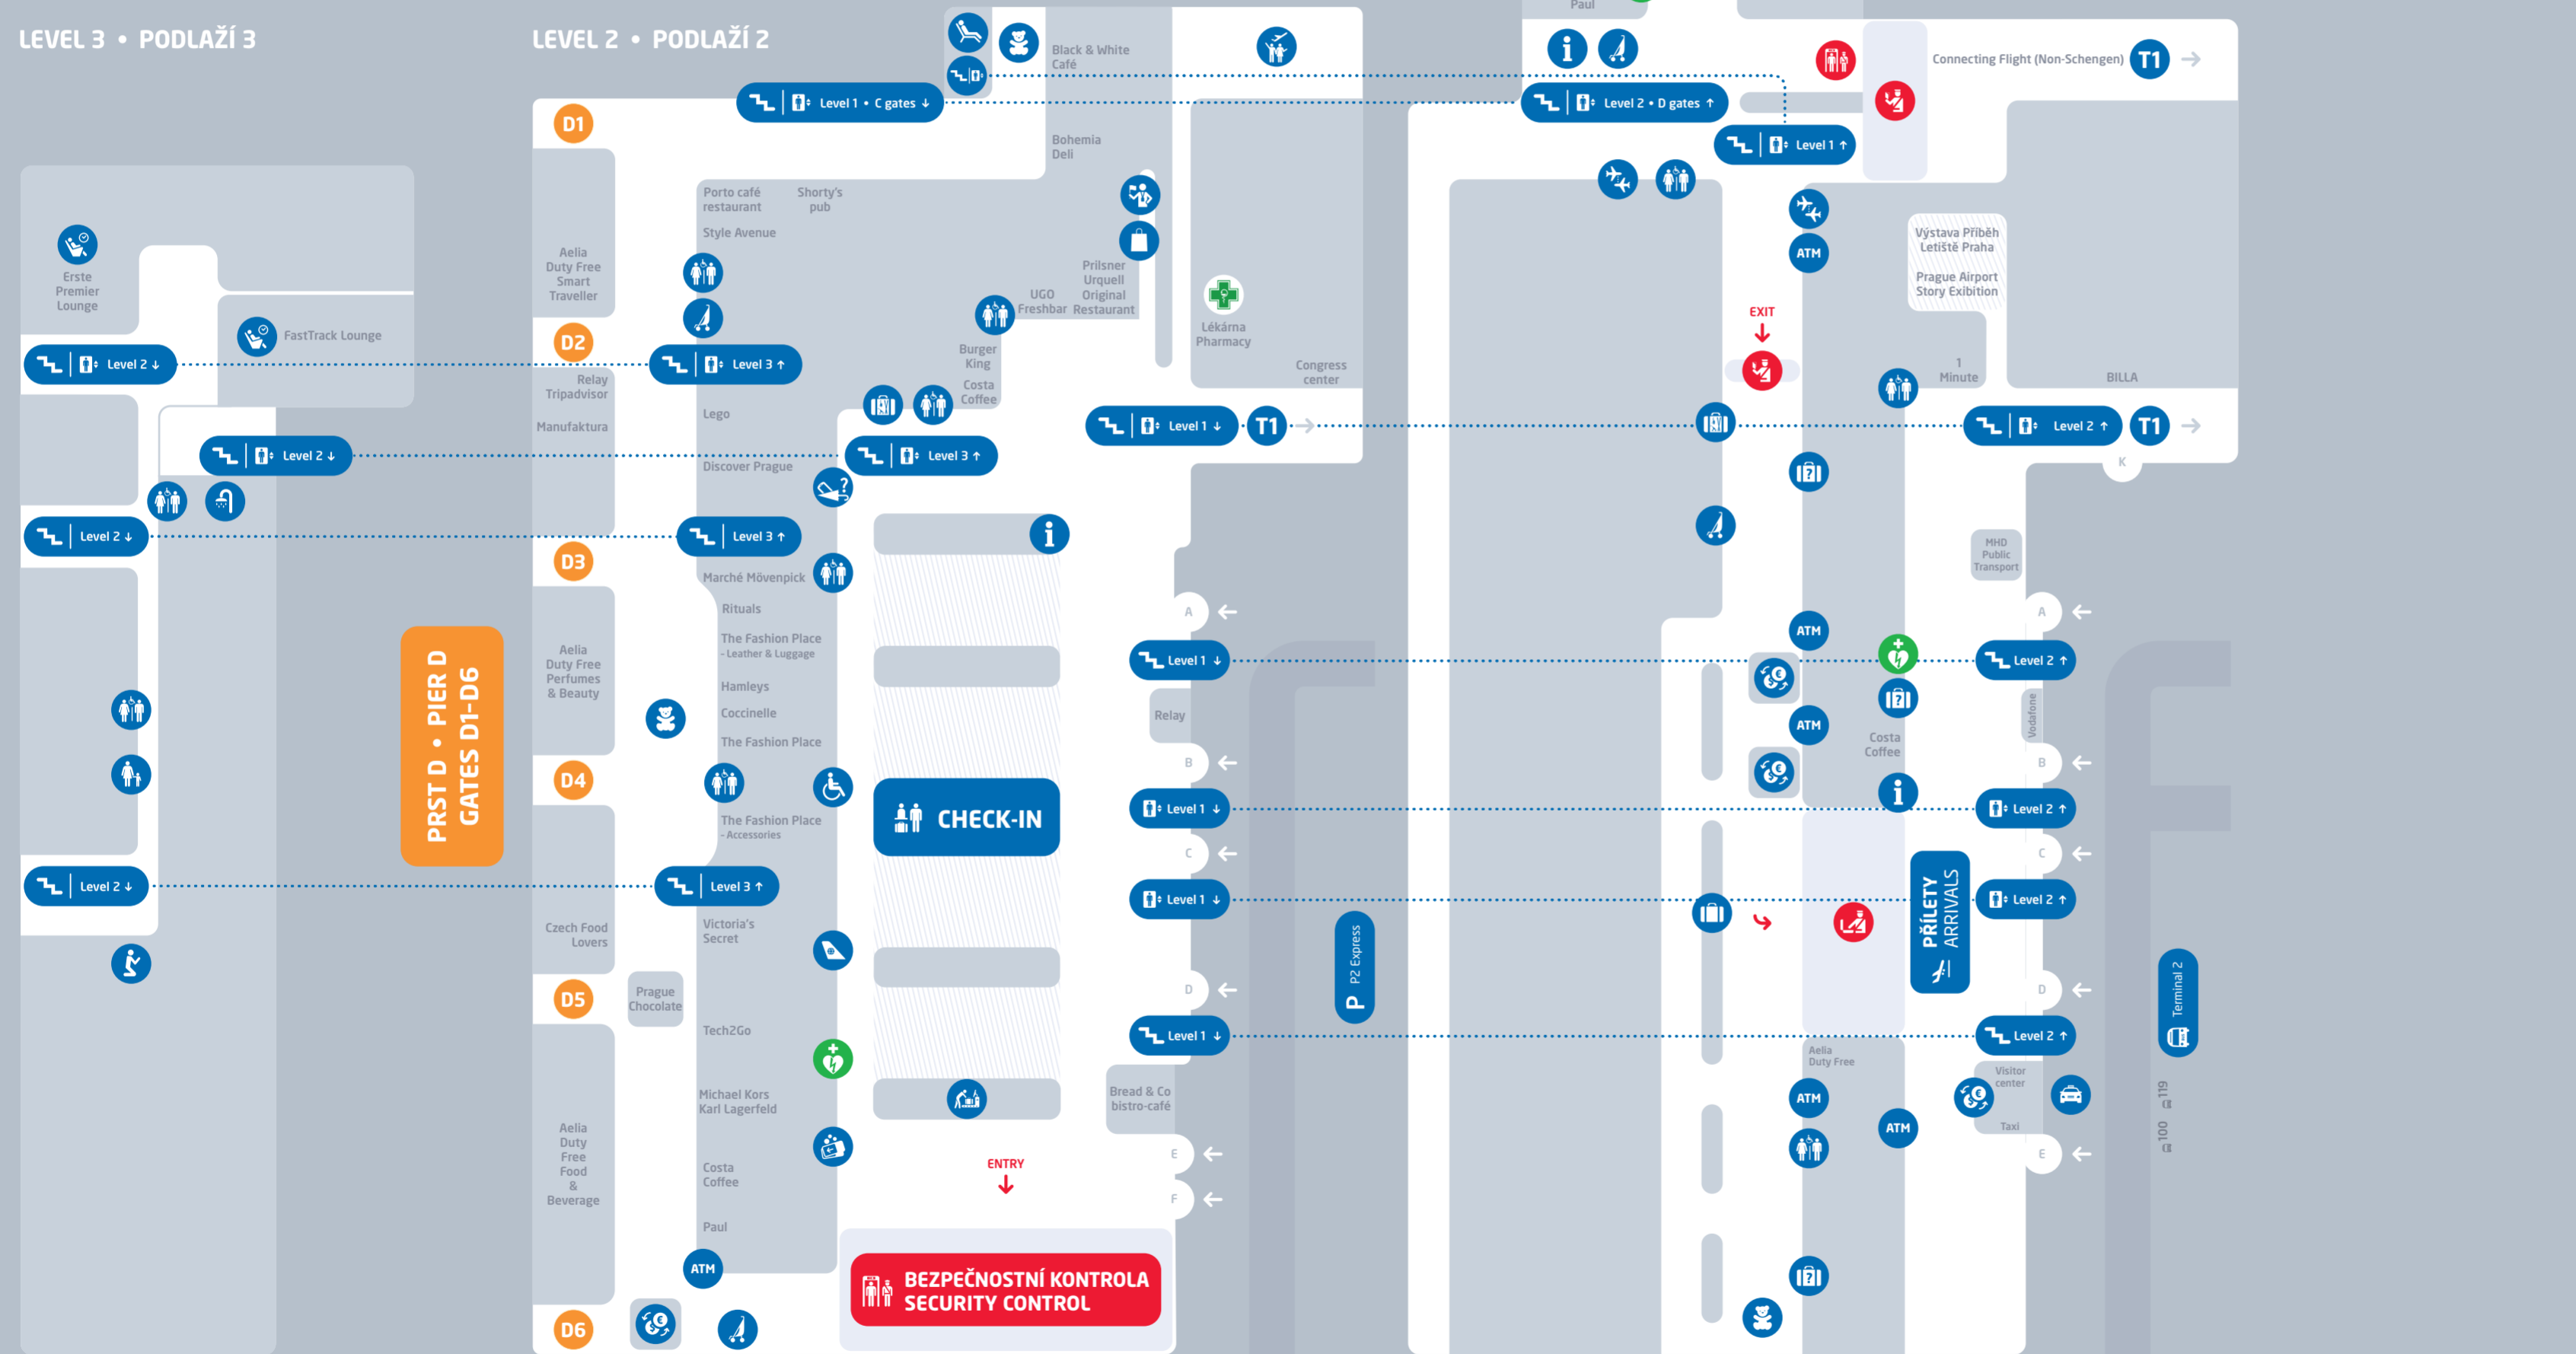 LEVEL 3 • PODLAŽÍ 3
Erste
Premier
Lounge
FastTrack Lounge
Level 2 ↓
Level 2 ↓
Level 2 ↓
Level 2 ↓
PRST D • PIER D
GATES D1–D6
LEVEL 2 • PODLAŽÍ 2
Level 1 • C gates ↓
D1
Aelia
Duty Free
Smart
Traveller
D2
Relay
Tripadvisor
Manufaktura
D3
Aelia
Duty Free
Perfumes
& Beauty
D4
Czech Food
Lovers
D5
Prague
Chocolate
Aelia
Duty
Free
Food
&
Beverage
D6
Porto café
restaurant
Shorty's
pub
Style Avenue
Level 3 ↑
Lego
Discover Prague
Level 3 ↑
Level 3 ↑
Marché Mövenpick
Rituals
The Fashion Place
- Leather & Luggage
Hamleys
Coccinelle
The Fashion Place
The Fashion Place
- Accessories
Level 3 ↑
Victoria's
Secret
Tech2Go
Michael Kors
Karl Lagerfeld
Costa
Coffee
Paul
ATM
Black & White
Café
Bohemia
Deli
Prilsner
Urquell
Original
Restaurant
UGO
Freshbar
Burger
King
Costa
Coffee
Lékárna
Pharmacy
Congress
center
Level 1 ↓
T1 →
i
CHECK-IN
A ←
Level 1 ↓
Relay
B ←
Level 1 ↓
C ←
Level 1 ↓
D ←
Level 1 ↓
Bread & Co
bistro-café
E ←
F ←
ENTRY
↓
BEZPEČNOSTNÍ KONTROLA
SECURITY CONTROL
P P2 Express
Paul
i
Level 2 • D gates ↑
Level 1 ↑
Connecting Flight (Non-Schengen) T1 →
ATM
Výstava Příběh
Letiště Praha
Prague Airport
Story Exibition
EXIT
↓
1
Minute
BILLA
Level 2 ↑
T1 →
K
MHD
Public
Transport
A ←
ATM
Level 2 ↑
Vodafone
ATM
Costa
Coffee
B ←
i
Level 2 ↑
C ←
PŘÍLETY
ARRIVALS
Level 2 ↑
D ←
Level 2 ↑
Aelia
Duty Free
Visitor
center
Taxi
ATM
ATM
E ←
Terminal 2
100 119